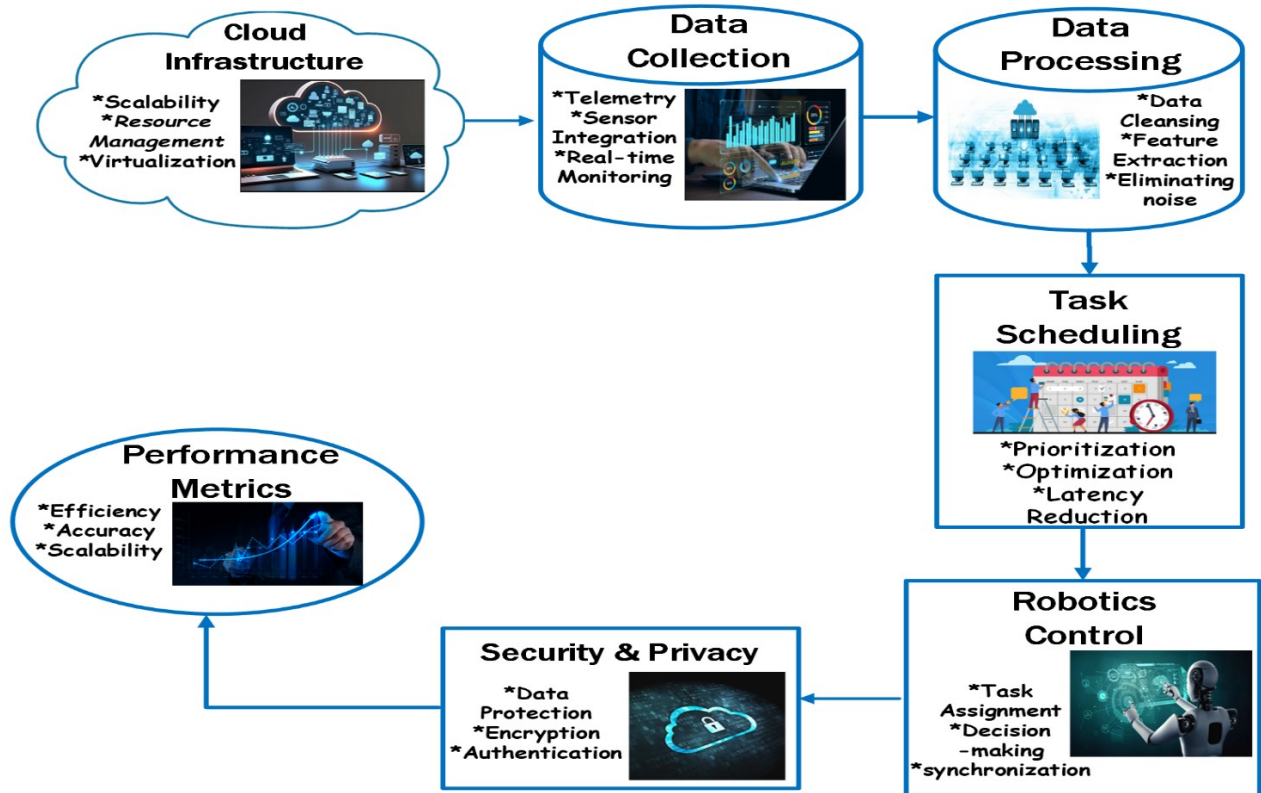 Cloud
Infrastructure
*Scalability
*Resource
Management
*Virtualization
Data
Collection
*Telemetry
*Sensor
Integration
*Real-time
Monitoring
Data
Processing
*Data
Cleansing
*Feature
Extraction
*Eliminating
noise
Task
Scheduling
*Prioritization
*Optimization
*Latency
Reduction
Robotics
Control
*Task
Assignment
*Decision
-making
*synchronization
Security & Privacy
*Data
Protection
*Encryption
*Authentication
Performance
Metrics
*Efficiency
*Accuracy
*Scalability